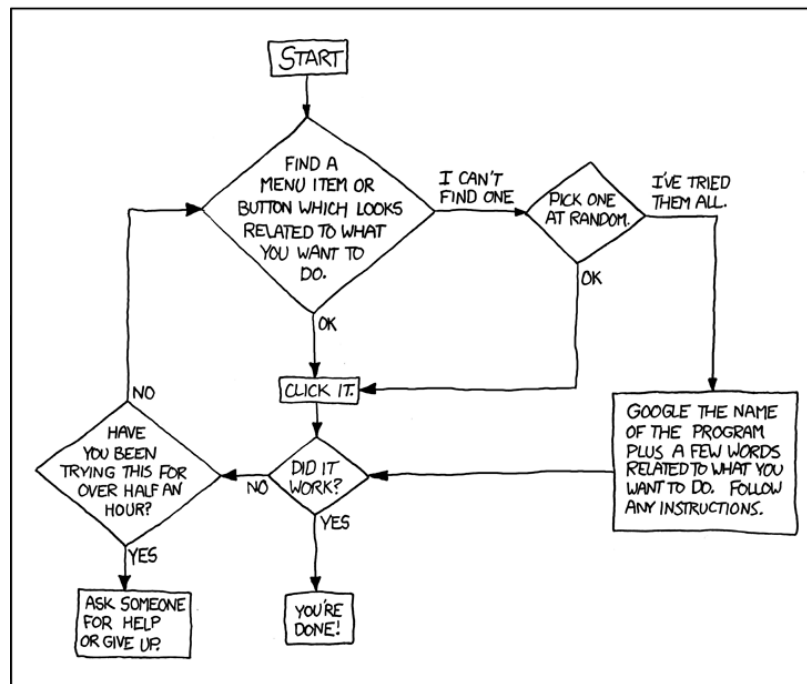 START
FIND A
MENU ITEM OR
BUTTON WHICH LOOKS
RELATED TO WHAT
YOU WANT TO
DO.
I CAN'T
FIND ONE
PICK ONE
AT RANDOM.
I'VE TRIED
THEM ALL.
OK
OK
CLICK IT.
NO
HAVE
YOU BEEN
TRYING THIS FOR
OVER HALF AN
HOUR?
NO
DID IT
WORK?
GOOGLE THE NAME
OF THE PROGRAM
PLUS A FEW WORDS
RELATED TO WHAT YOU
WANT TO DO. FOLLOW
ANY INSTRUCTIONS.
YES
YES
ASK SOMEONE
FOR HELP
OR GIVE UP.
YOU'RE
DONE!